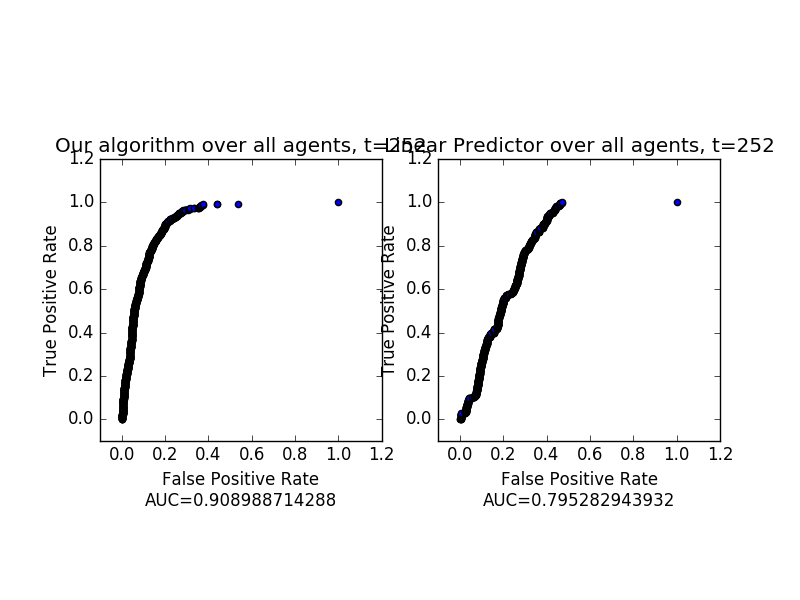 Our algorithm over all agents, t=252
Linear Predictor over all agents, t=252
1.2
1.0
0.8
0.6
0.4
0.2
0.0
True Positive Rate
0.0 0.2 0.4 0.6 0.8 1.0 1.2
False Positive Rate
AUC=0.908988714288
1.2
1.0
0.8
0.6
0.4
0.2
0.0
True Positive Rate
0.0 0.2 0.4 0.6 0.8 1.0 1.2
False Positive Rate
AUC=0.795282943932